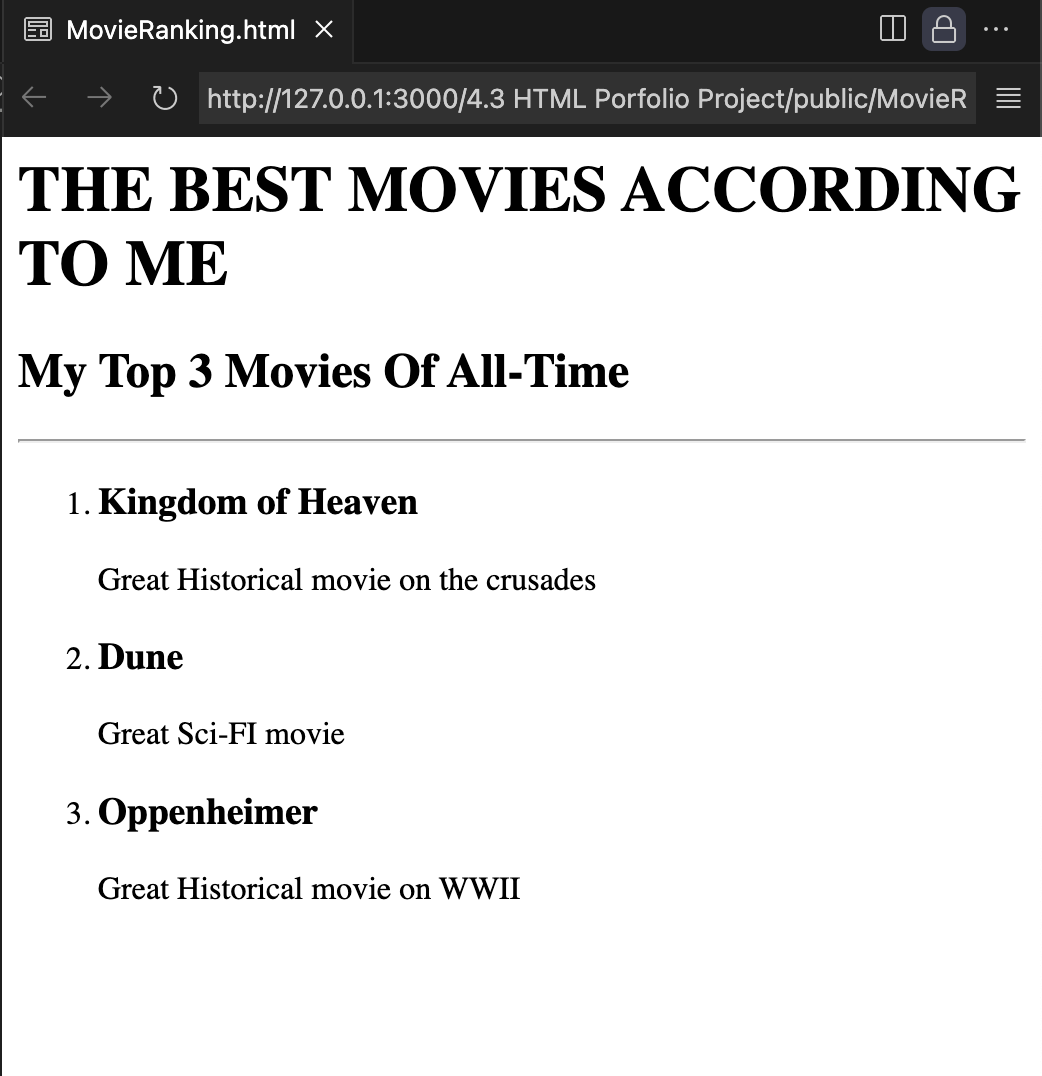 MovieRanking.html
http://127.0.0.1:3000/4.3 HTML Porfolio Project/public/MovieR
THE BEST MOVIES ACCORDING
TO ME
My Top 3 Movies Of All-Time
1. Kingdom of Heaven
Great Historical movie on the crusades
2. Dune
Great Sci-FI movie
3. Oppenheimer
Great Historical movie on WWII